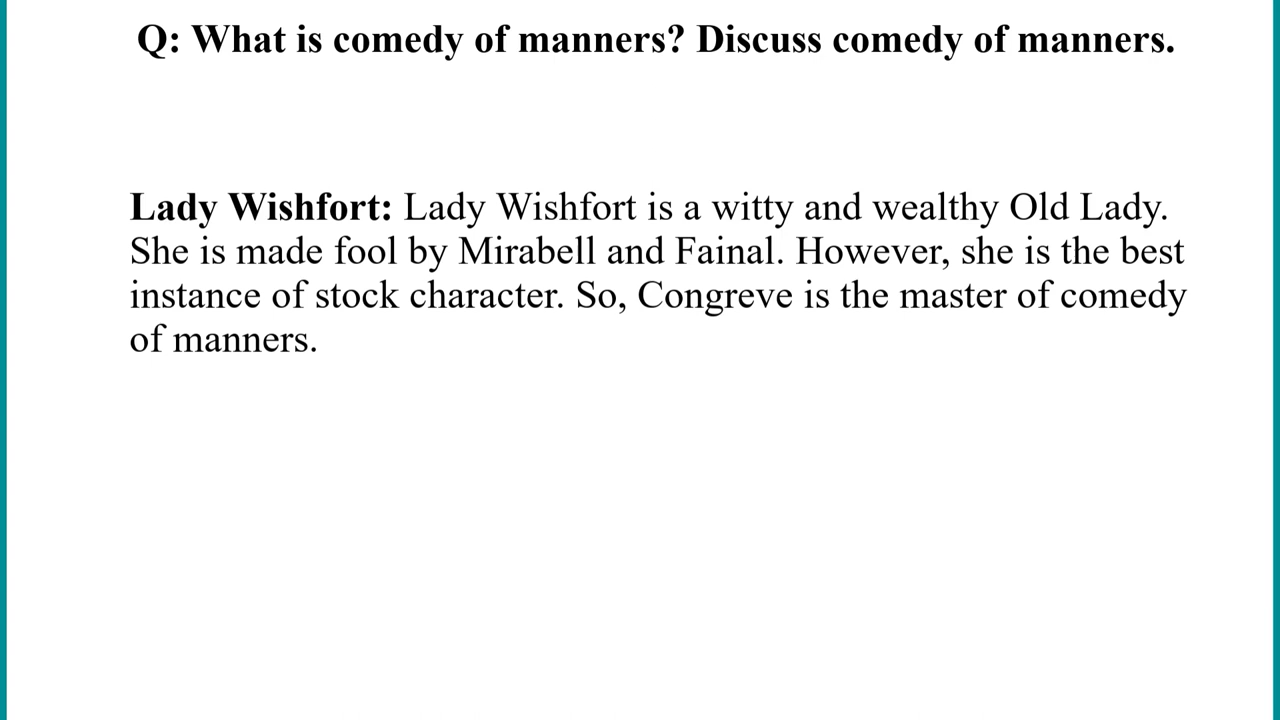 Q: What is comedy of manners? Discuss comedy of manners.
Lady Wishfort: Lady Wishfort is a witty and wealthy Old Lady.
She is made fool by Mirabell and Fainal. However, she is the best
instance of stock character. So, Congreve is the master of comedy
of manners.